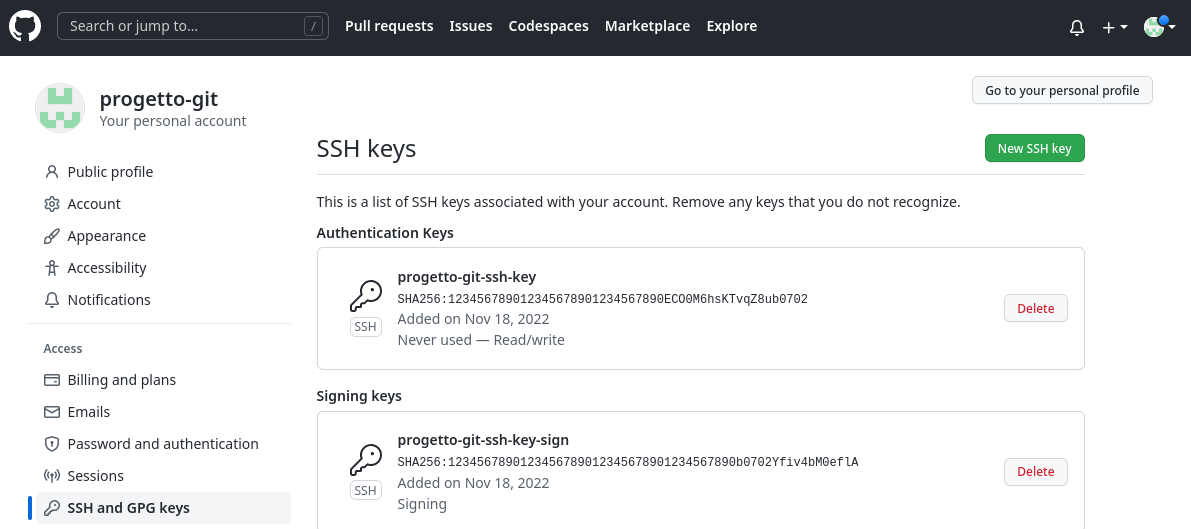 Search or jump to...
/
Pull requests
Issues
Codespaces
Marketplace
Explore
progetto-git
Your personal account
Go to your personal profile
Public profile
Account
Appearance
Accessibility
Notifications
Access
Billing and plans
Emails
Password and authentication
Sessions
SSH and GPG keys
SSH keys
New SSH key
This is a list of SSH keys associated with your account. Remove any keys that you do not recognize.
Authentication Keys
progetto-git-ssh-key
SHA256:123456789012345678901234567890ECO0M6hsKTvqZ8ub0702
SSH
Added on Nov 18, 2022
Never used — Read/write
Delete
Signing keys
progetto-git-ssh-key-sign
SHA256:1234567890123456789012345678901234567890b0702Yfiv4bM0eflA
SSH
Added on Nov 18, 2022
Signing
Delete